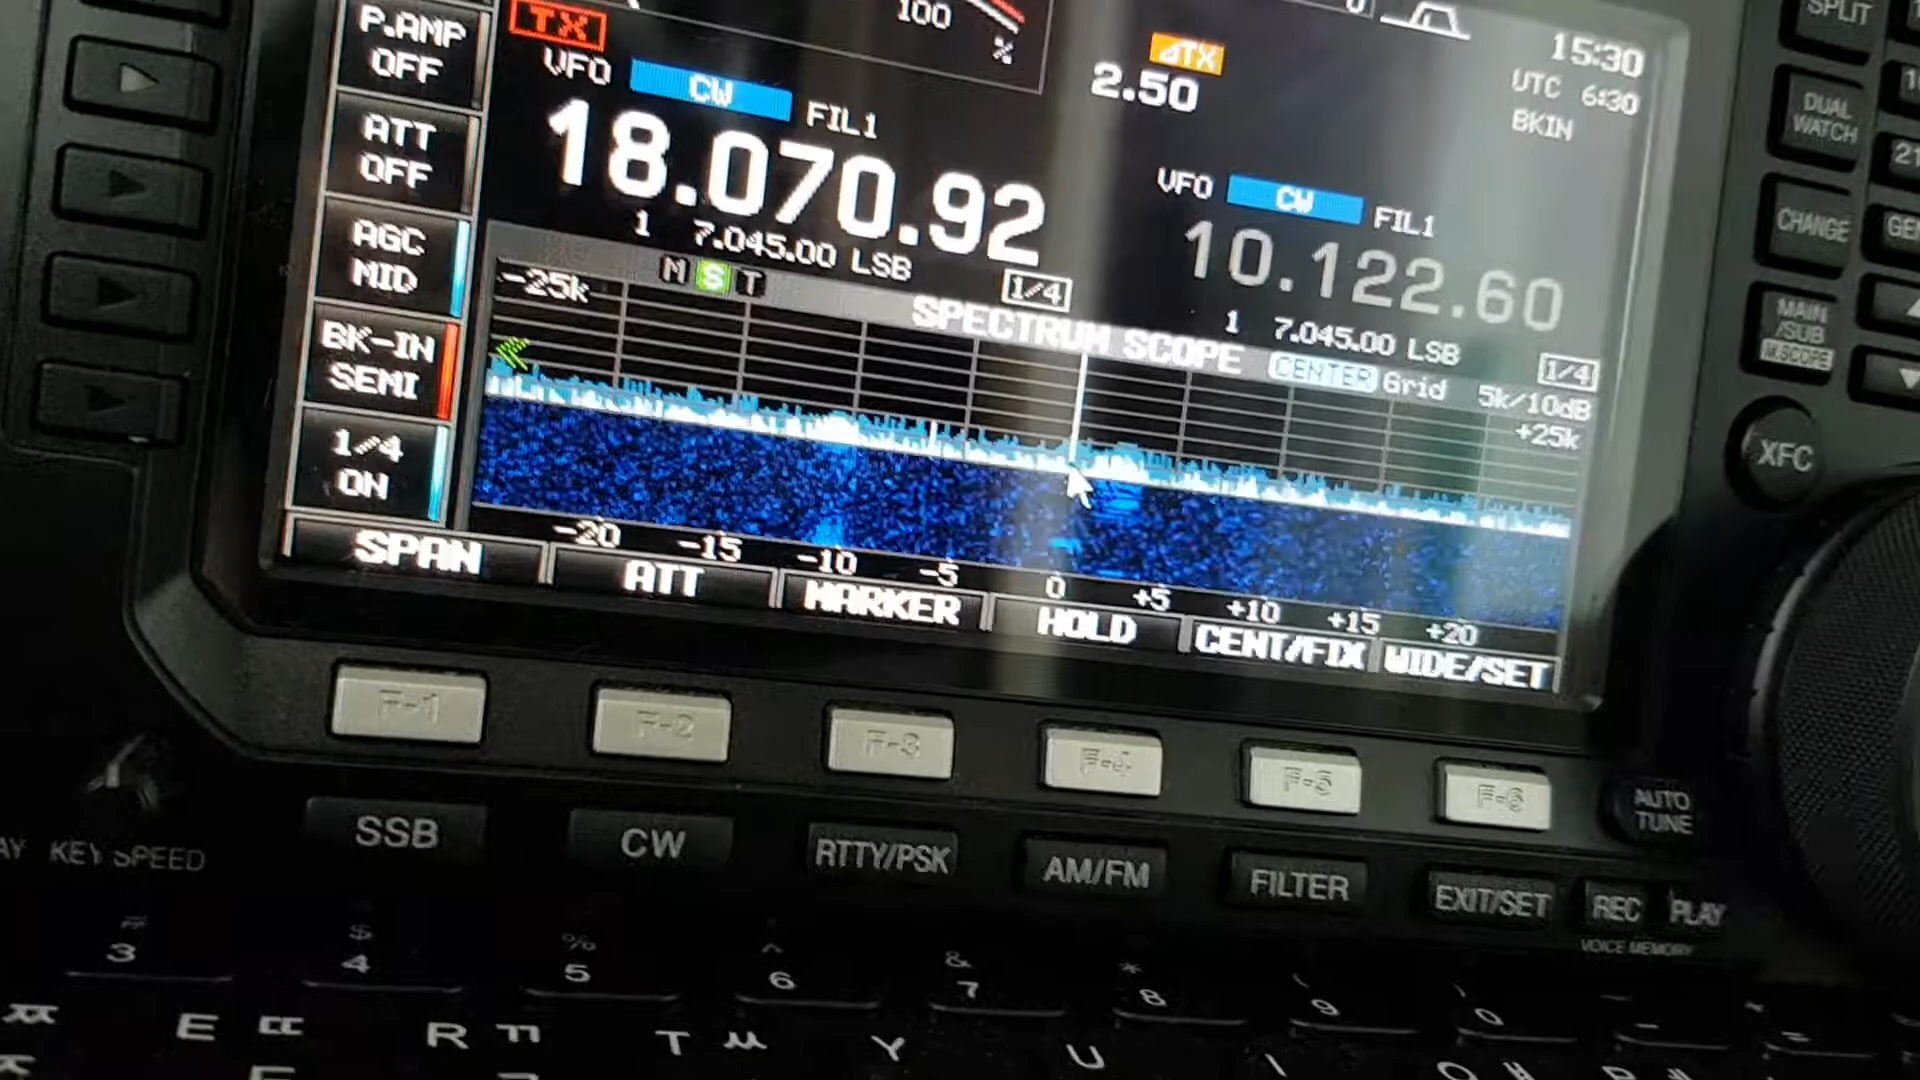 P.AMP
OFF
ATT
OFF
AGC
MID
BK-IN
SEMI
1/4
ON
TX
100
%
VFO CW FIL1
18.070.92
1 7.045.00 LSB
1/4
⊿TX
2.50
15:30
UTC 6:30
BKIN
VFO CW FIL1
10.122.60
1 7.045.00 LSB
1/4
M S T
-25k
SPECTRUM SCOPE CENTER Grid 5k/10dB
+25k
-20 -15 -10 -5 0 +5 +10 +15 +20
SPAN ATT MARKER HOLD CENT/FIX WIDE/SET
F-1 F-2 F-3 F-4 F-5 F-6
SPLIT
DUAL
WATCH
CHANGE
MAIN
/SUB
M.SCOPE
XFC
AUTO
TUNE
KEY SPEED
SSB CW RTTY/PSK AM/FM FILTER EXIT/SET REC PLAY
VOICE MEMORY
# $ % ^ & *
3 4 5 6 7 8 9 0
ㅉ E ㄸ R ㄲ T ㅆ Y U I